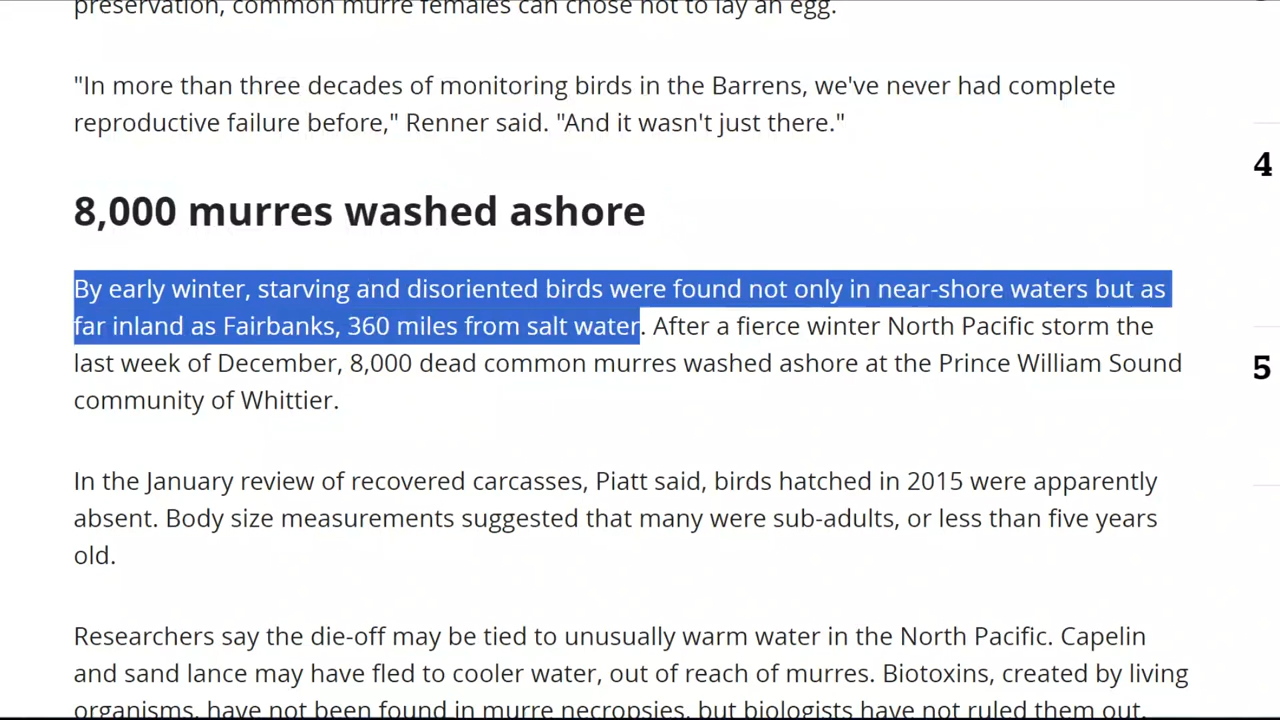 preservation, common murre females can chose not to lay an egg.
"In more than three decades of monitoring birds in the Barrens, we've never had complete
reproductive failure before," Renner said. "And it wasn't just there."
4
8,000 murres washed ashore
By early winter, starving and disoriented birds were found not only in near-shore waters but as
far inland as Fairbanks, 360 miles from salt water. After a fierce winter North Pacific storm the
last week of December, 8,000 dead common murres washed ashore at the Prince William Sound
5
community of Whittier.
In the January review of recovered carcasses, Piatt said, birds hatched in 2015 were apparently
absent. Body size measurements suggested that many were sub-adults, or less than five years
old.
Researchers say the die-off may be tied to unusually warm water in the North Pacific. Capelin
and sand lance may have fled to cooler water, out of reach of murres. Biotoxins, created by living
organisms, have not been found in murre necropsies, but biologists have not ruled them out.